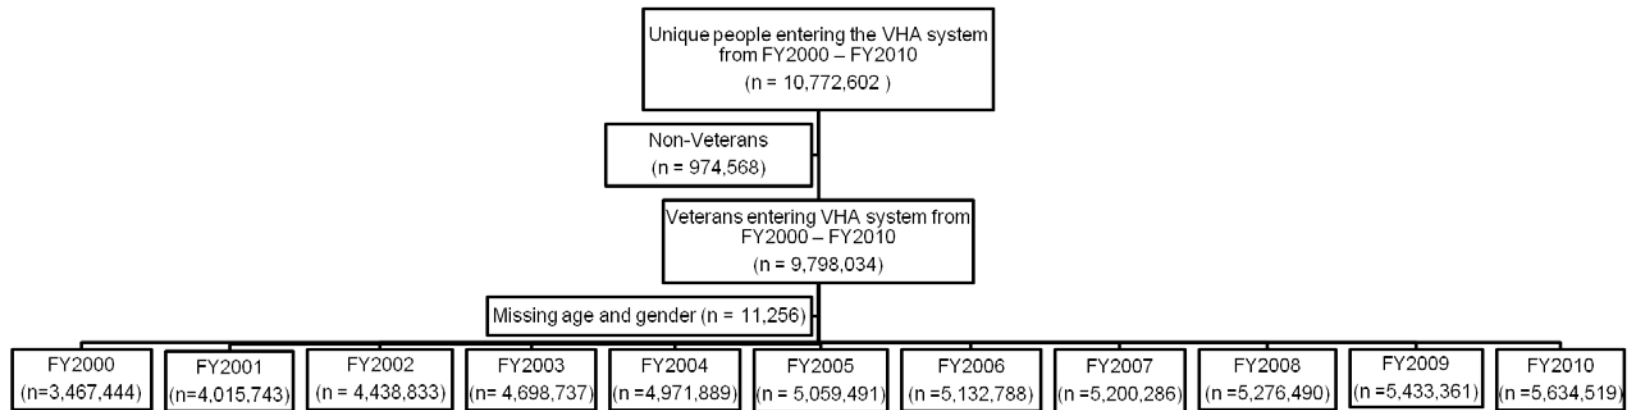 Unique people entering the VHA system
from FY2000 – FY2010
(n = 10,772,602 )
Non-Veterans
(n = 974,568)
Veterans entering VHA system from
FY2000 – FY2010
(n = 9,798,034)
Missing age and gender (n = 11,256)
FY2000
(n=3,467,444)
FY2001
(n=4,015,743)
FY2002
(n = 4,438,833)
FY2003
(n = 4,698,737)
FY2004
(n =4,971,889)
FY2005
(n = 5,059,491)
FY2006
(n =5,132,788)
FY2007
(n =5,200,286)
FY2008
(n =5,276,490)
FY2009
(n =5,433,361)
FY2010
(n =5,634,519)